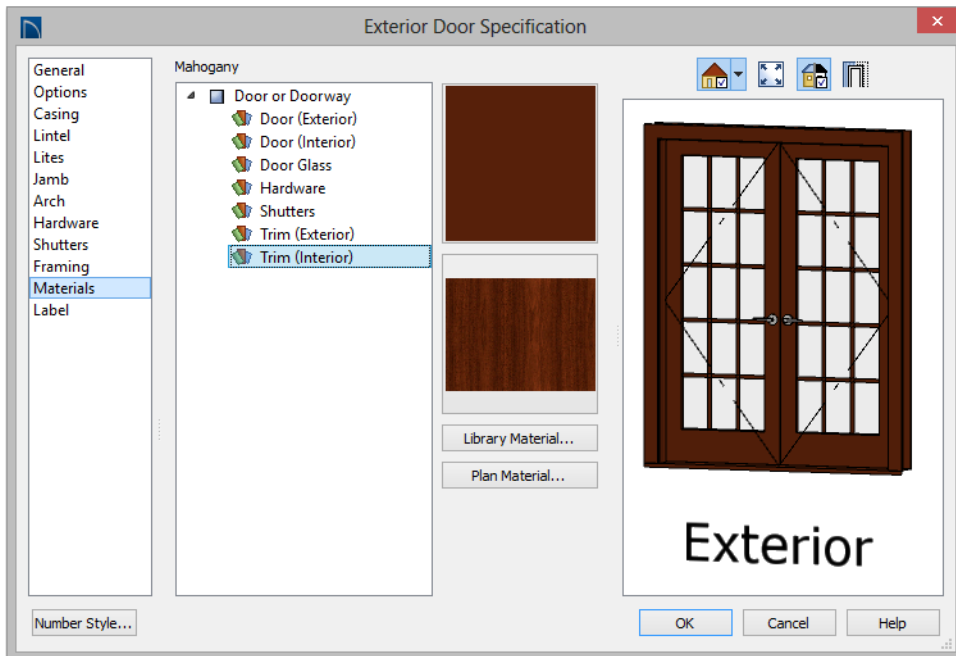 Exterior Door Specification
General
Options
Casing
Lintel
Lites
Jamb
Arch
Hardware
Shutters
Framing
Materials
Label
Mahogany
Door or Doorway
Door (Exterior)
Door (Interior)
Door Glass
Hardware
Shutters
Trim (Exterior)
Trim (Interior)
Library Material...
Plan Material...
Exterior
Number Style...
OK
Cancel
Help